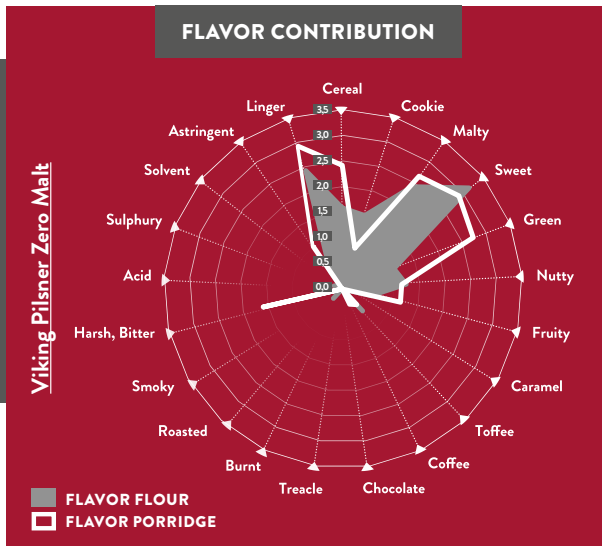 FLAVOR CONTRIBUTION
Cereal
Cookie
Malty
Sweet
Green
Nutty
Fruity
Caramel
Toffee
Coffee
Chocolate
Treacle
Burnt
Roasted
Smoky
Harsh, Bitter
Acid
Sulphury
Solvent
Astringent
Linger
3,5
3,0
2,5
2,0
1,5
1,0
0,5
0,0
Viking Pilsner Zero Malt
FLAVOR FLOUR
FLAVOR PORRIDGE